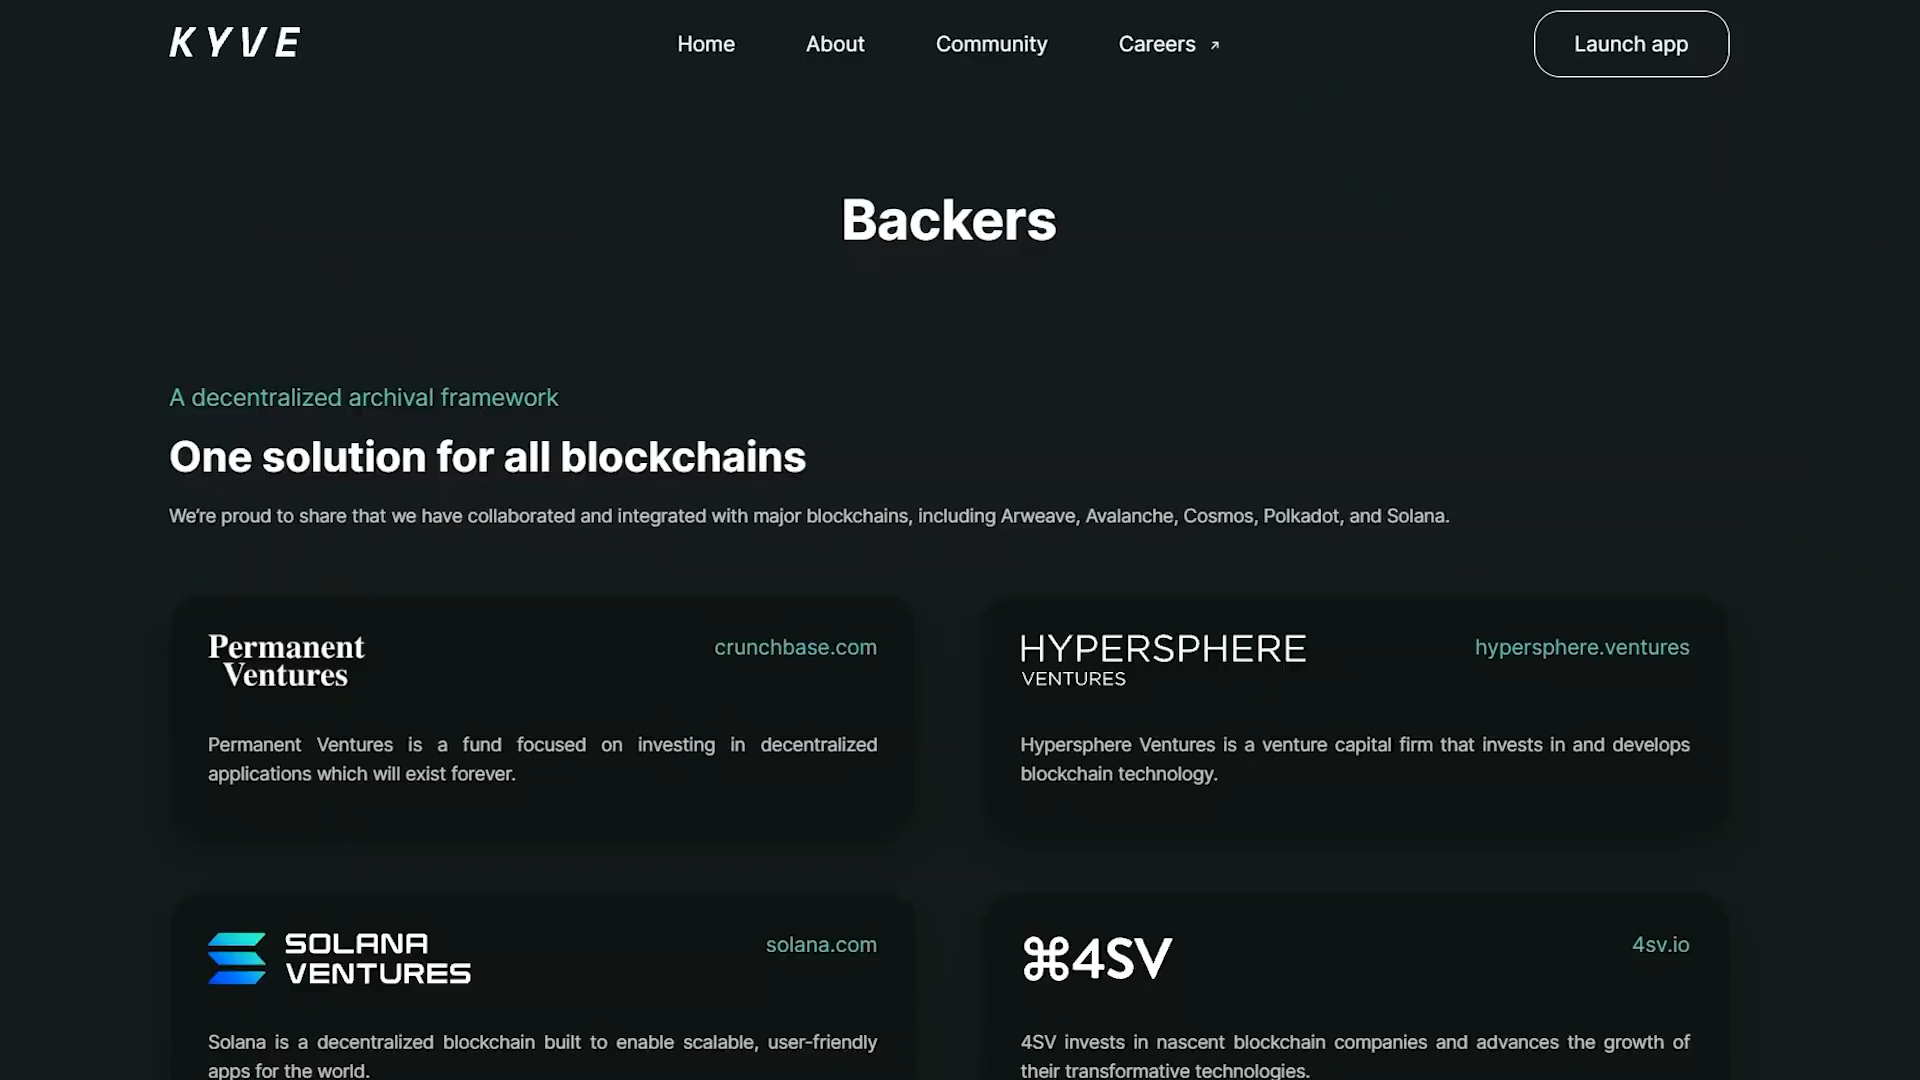 KYVE
Home
About
Community
Careers ↗
Launch app
Backers
A decentralized archival framework
One solution for all blockchains
We're proud to share that we have collaborated and integrated with major blockchains, including Arweave, Avalanche, Cosmos, Polkadot, and Solana.
Permanent
Ventures
crunchbase.com
Permanent Ventures is a fund focused on investing in decentralized
applications which will exist forever.
HYPERSPHERE
VENTURES
hypersphere.ventures
Hypersphere Ventures is a venture capital firm that invests in and develops
blockchain technology.
SOLANA
VENTURES
solana.com
Solana is a decentralized blockchain built to enable scalable, user-friendly
apps for the world.
⌘4SV
4sv.io
4SV invests in nascent blockchain companies and advances the growth of
their transformative technologies.